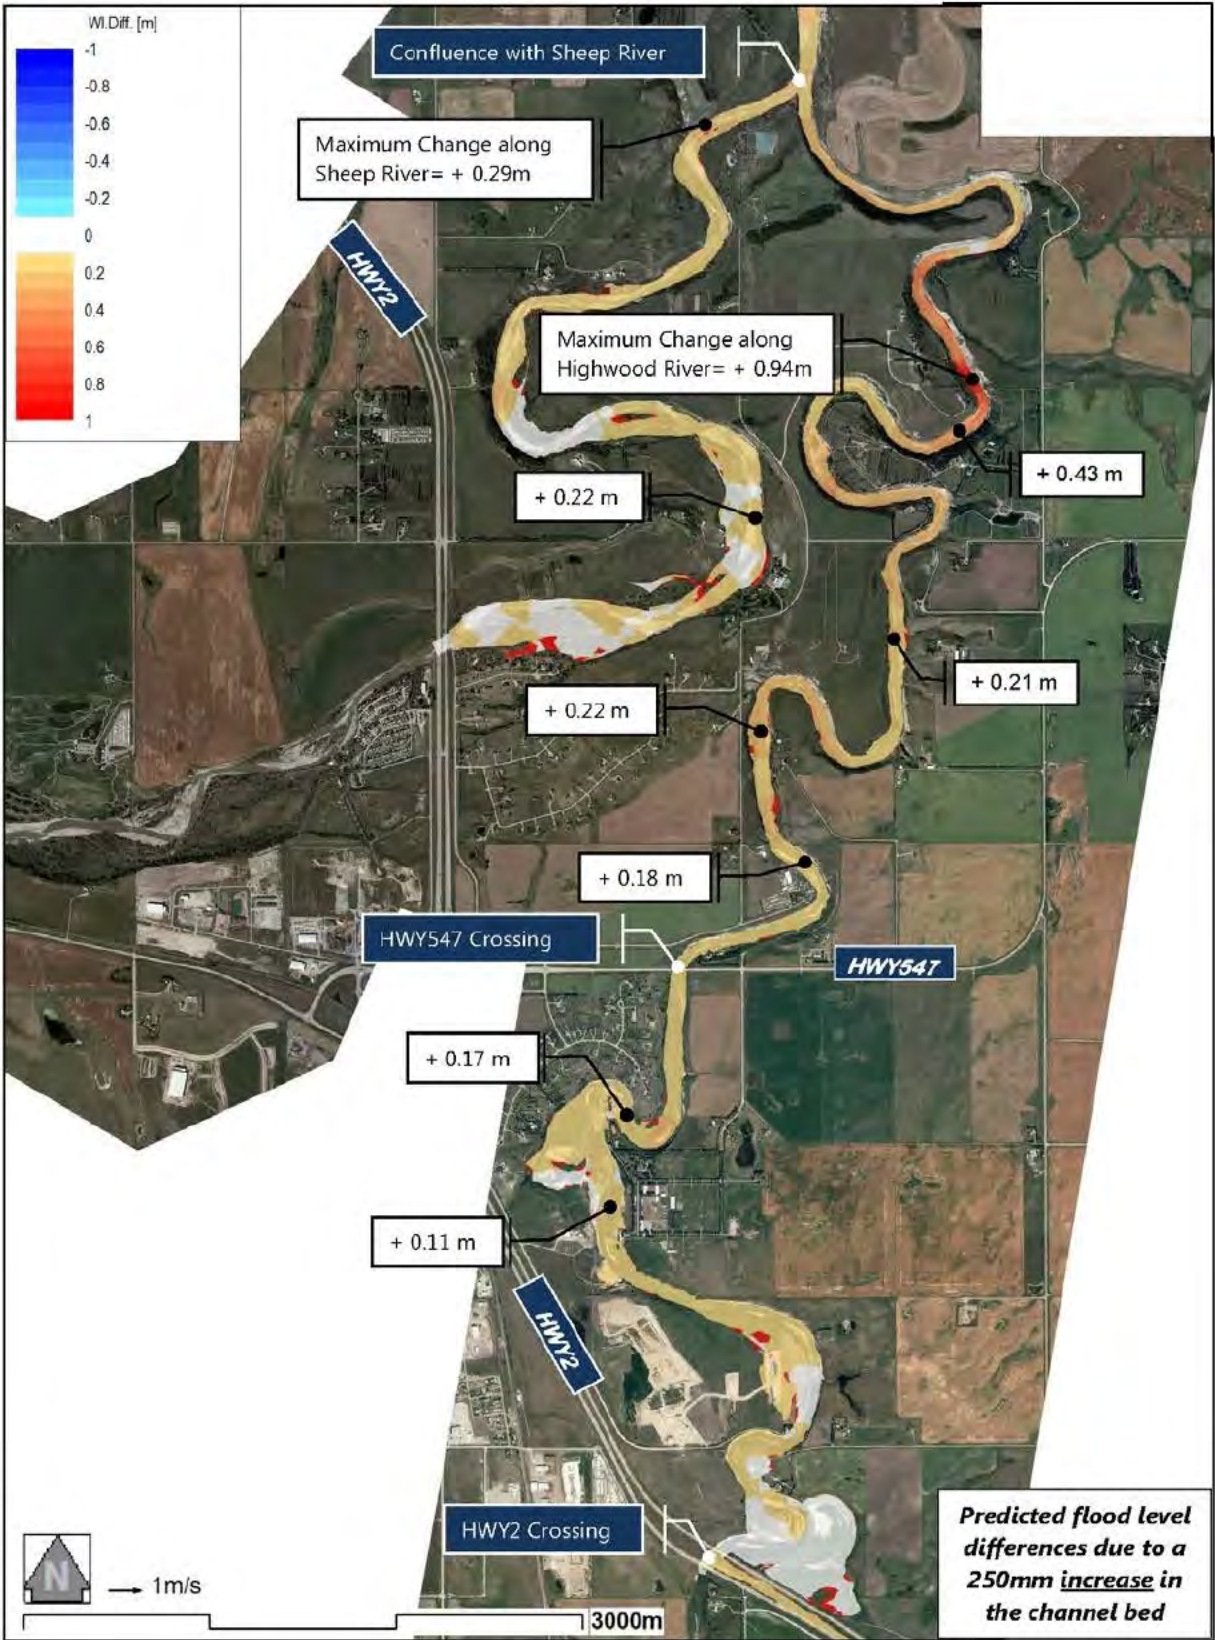 Wl.Diff. [m]
-1
-0.8
-0.6
-0.4
-0.2
0
0.2
0.4
0.6
0.8
1
Confluence with Sheep River
Maximum Change along
Sheep River= + 0.29m
HWY2
Maximum Change along
Highwood River= + 0.94m
+ 0.43 m
+ 0.22 m
+ 0.21 m
+ 0.22 m
+ 0.18 m
HWY547 Crossing
HWY547
+ 0.17 m
+ 0.11 m
HWY2
HWY2 Crossing
Predicted flood level
differences due to a
250mm increase in
the channel bed
N
1m/s
3000m